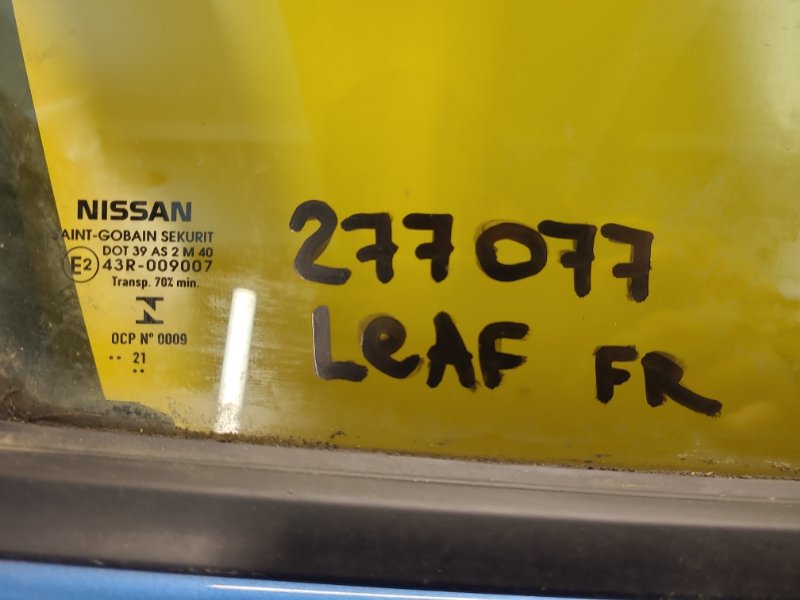 NISSAN
SAINT-GOBAIN SEKURIT
DOT 39 AS 2 M 40
E2 43R-009007
Transp. 70% min.
OCP Nº 0009
·· 21
··
277077
LeAF FR